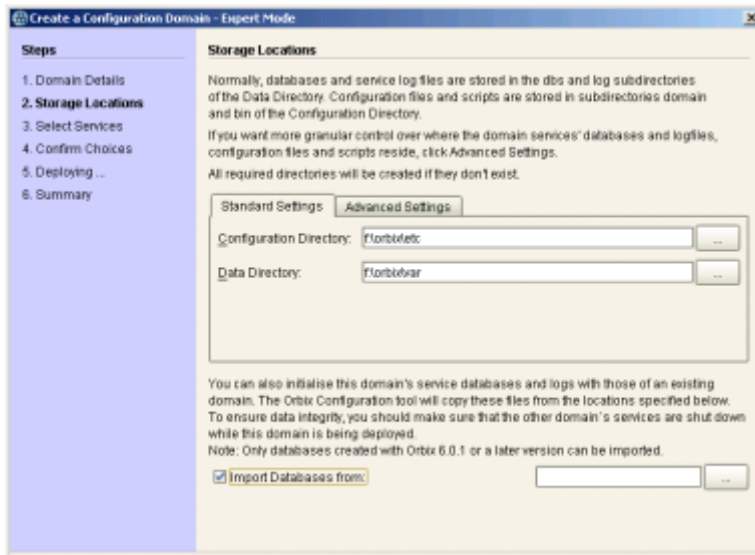 Create a Configuration Domain - Expert Mode
Steps
1. Domain Details
2. Storage Locations
3. Select Services
4. Confirm Choices
5. Deploying ...
6. Summary
Storage Locations
Normally, databases and service log files are stored in the dbs and log subdirectories
of the Data Directory. Configuration files and scripts are stored in subdirectories domain
and bin of the Configuration Directory.
If you want more granular control over where the domain services' databases and logfiles,
configuration files and scripts reside, click Advanced Settings.
All required directories will be created if they don't exist.
Standard Settings Advanced Settings
Configuration Directory: f:\orbix\etc ...
Data Directory: f:\orbix\var ...
You can also initialise this domain's service databases and logs with those of an existing
domain. The Orbix Configuration tool will copy these files from the locations specified below.
To ensure data integrity, you should make sure that the other domain's services are shut down
while this domain is being deployed.
Note: Only databases created with Orbix 6.0.1 or a later version can be imported.
Import Databases from: ...